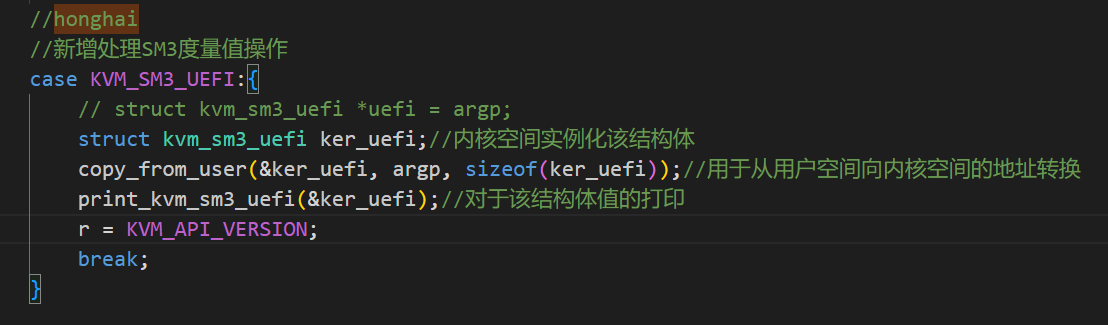 //honghai
//新增处理SM3度量值操作
case KVM_SM3_UEFI:{
// struct kvm_sm3_uefi *uefi = argp;
struct kvm_sm3_uefi ker_uefi;//内核空间实例化该结构体
copy_from_user(&ker_uefi, argp, sizeof(ker_uefi));//用于从用户空间向内核空间的地址转换
print_kvm_sm3_uefi(&ker_uefi);//对于该结构体值的打印
r = KVM_API_VERSION;
break;
}